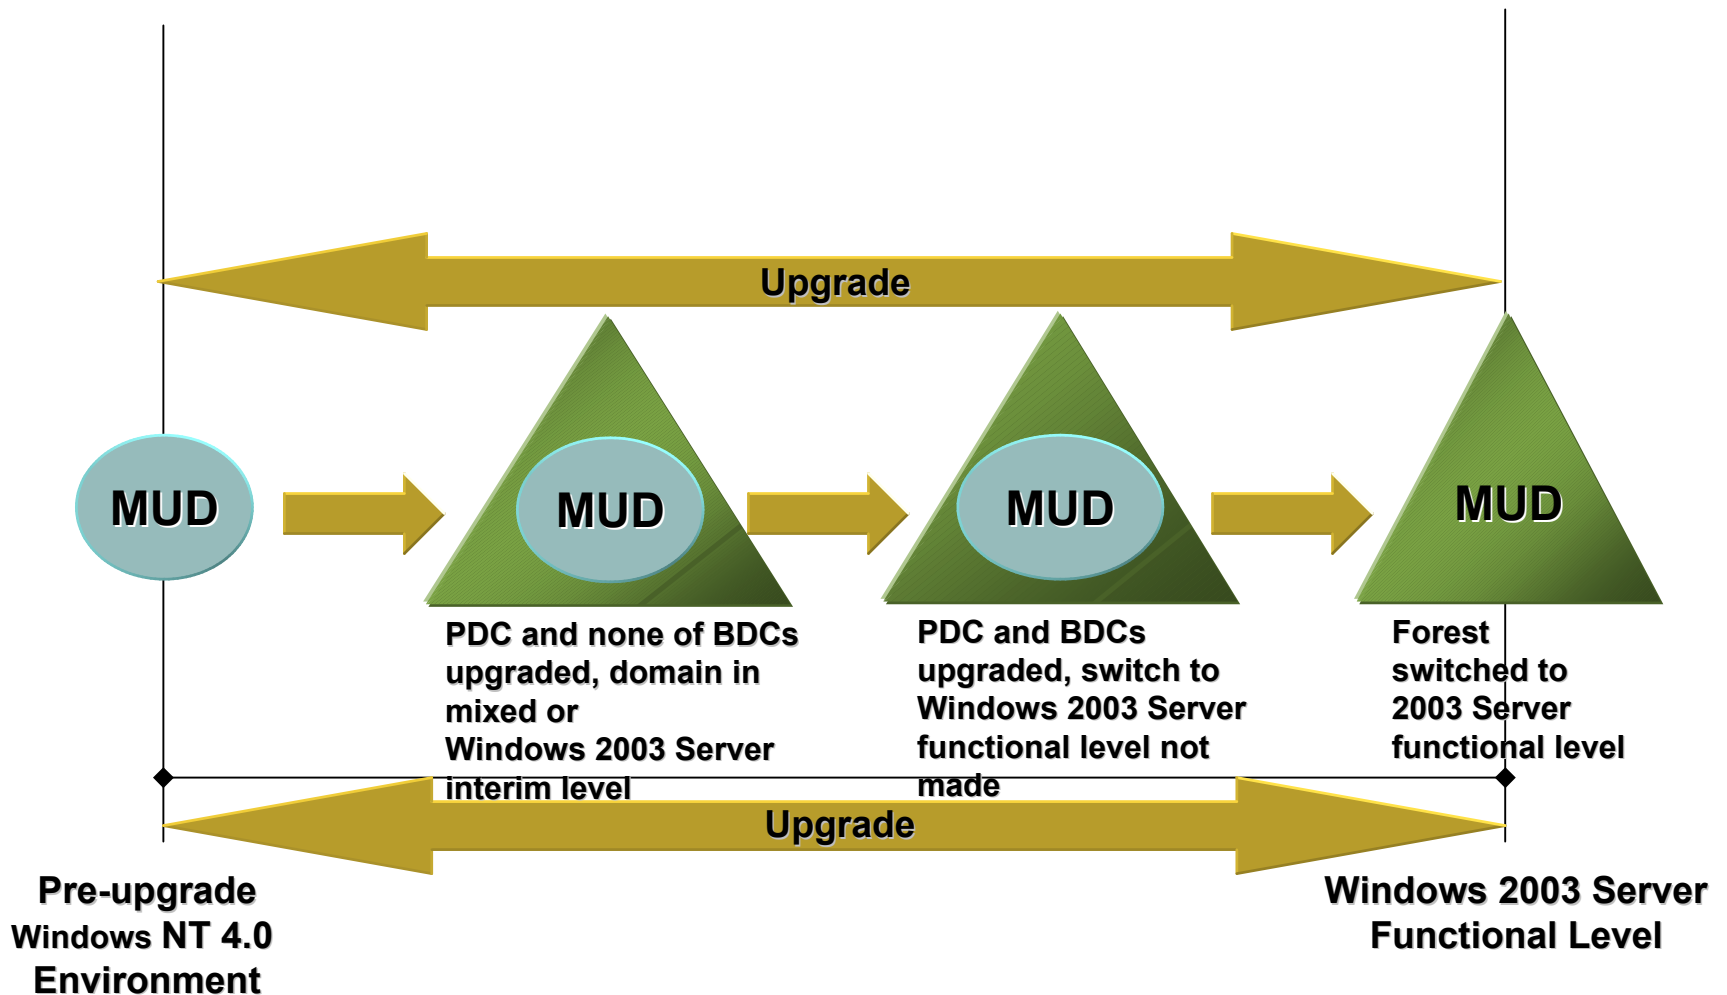 Upgrade
MUD
MUD
MUD
MUD
PDC and none of BDCs
upgraded, domain in
mixed or
Windows 2003 Server
interim level
PDC and BDCs
upgraded, switch to
Windows 2003 Server
functional level not
made
Forest
switched to
2003 Server
functional level
Upgrade
Pre-upgrade
Windows NT 4.0
Environment
Windows 2003 Server
Functional Level